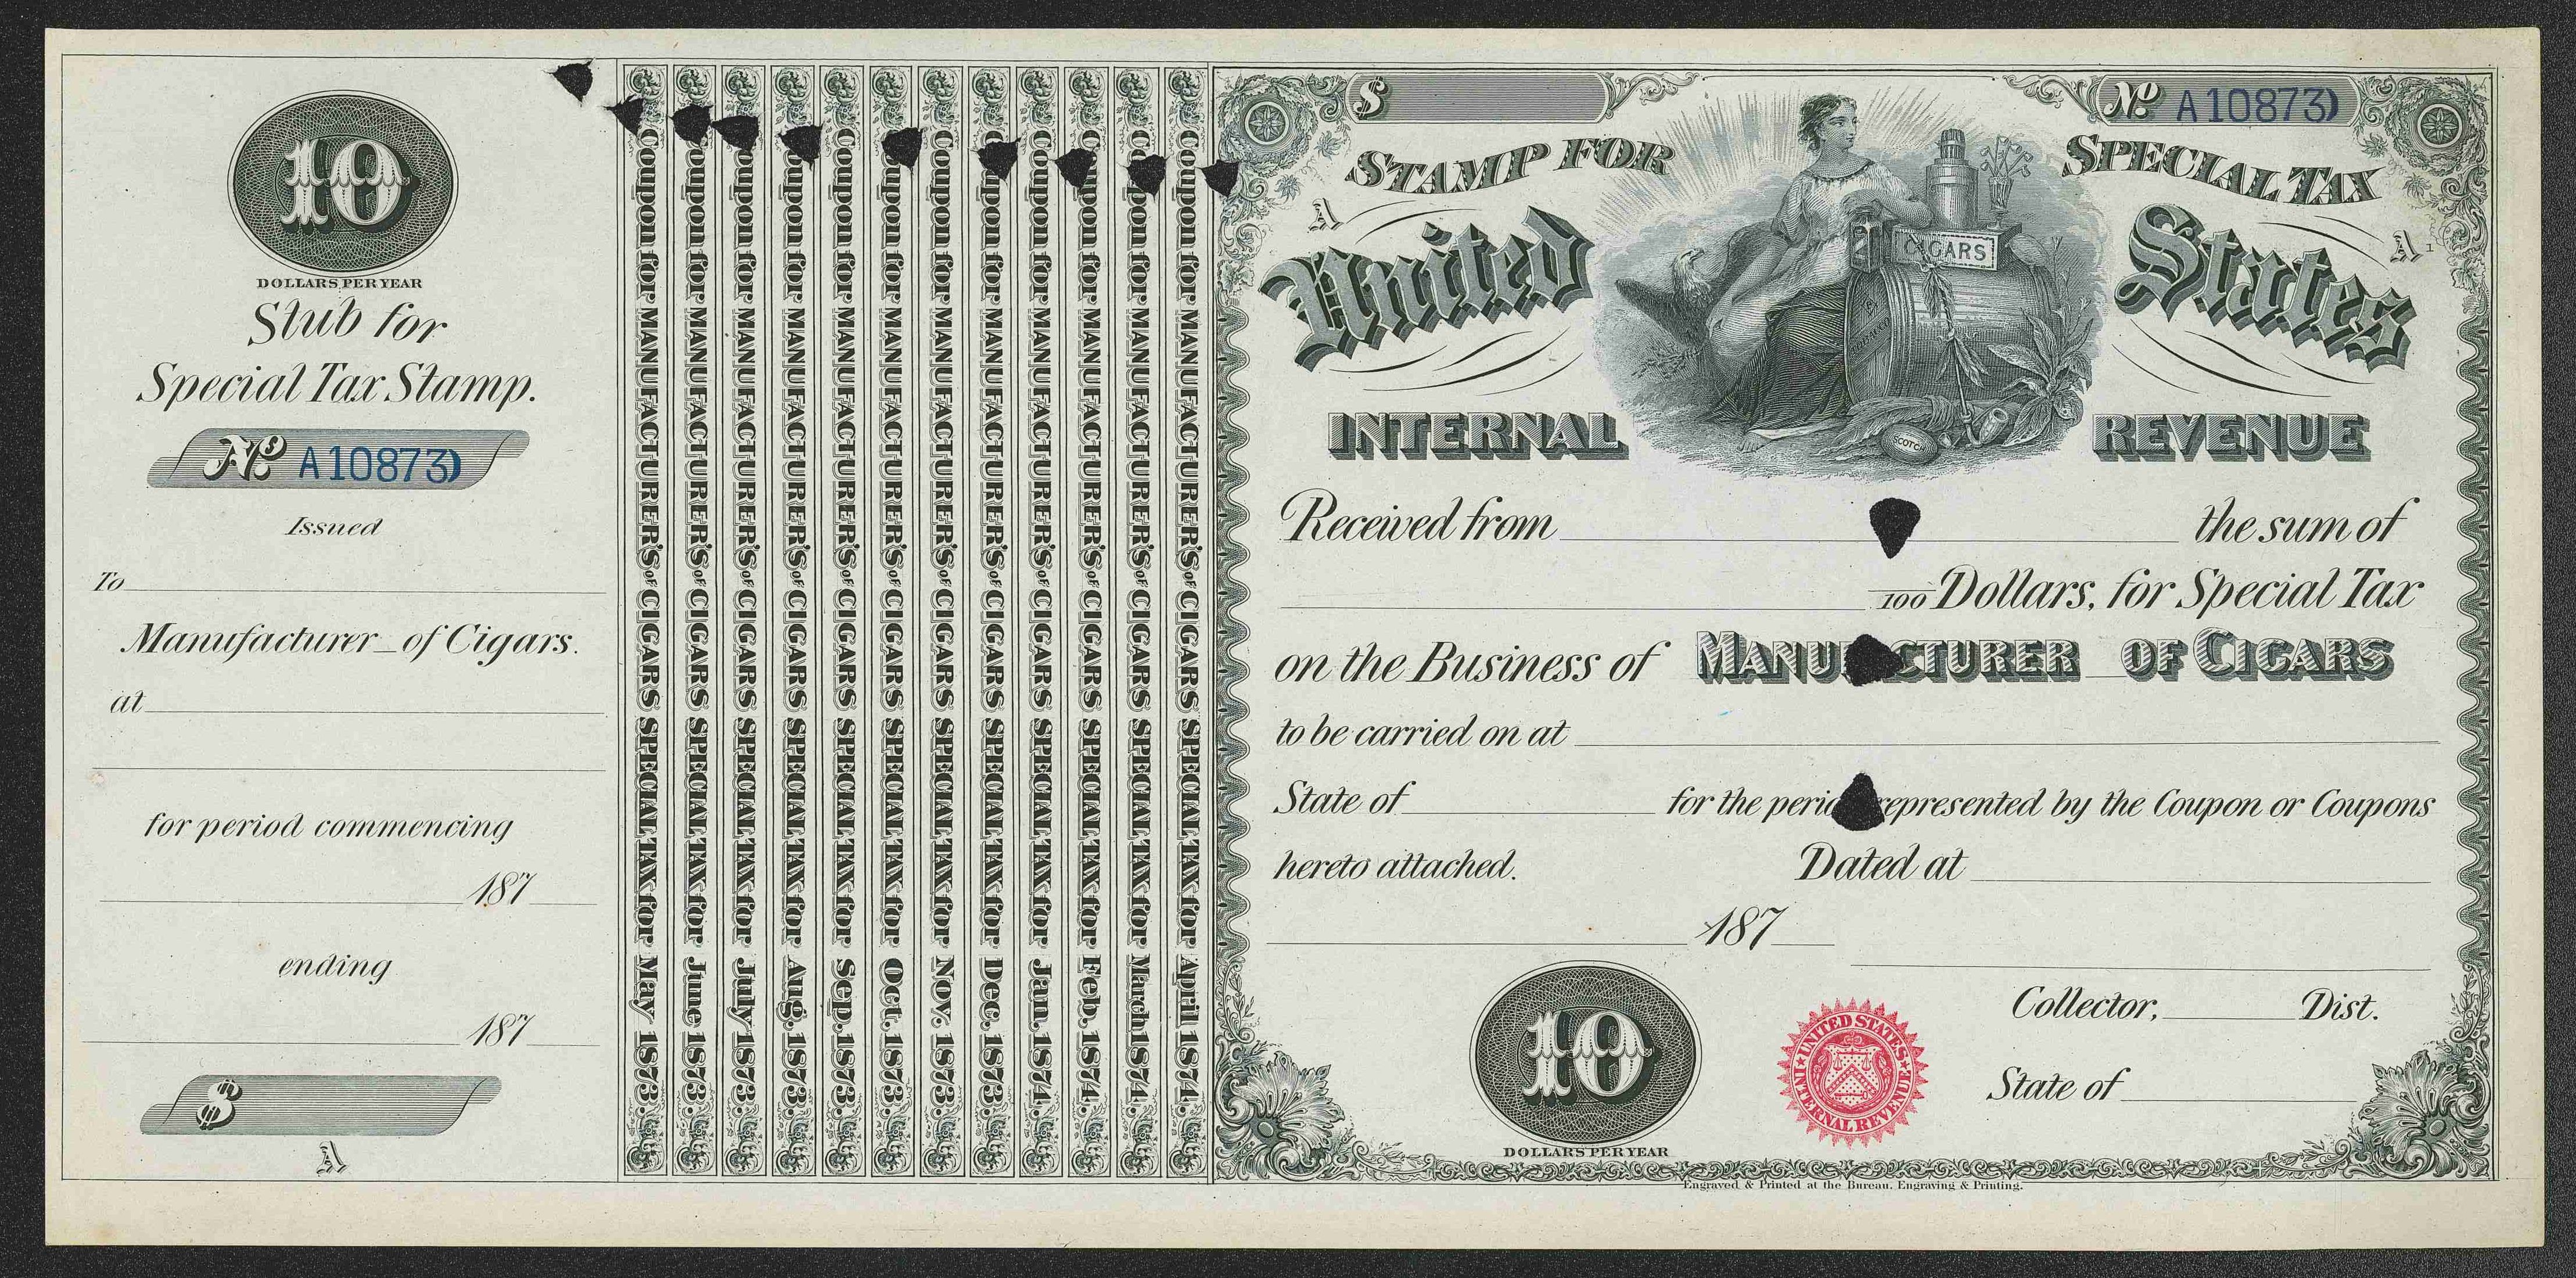 10
DOLLARS PER YEAR
Stub for
Special Tax Stamp.
No. A10873
Issued
To
Manufacturer_of Cigars.
at
for period commencing
187
ending
187
$
A
Coupon for MANUFACTURER'S OF CIGARS SPECIAL TAX for May 1873.
Coupon for MANUFACTURER'S OF CIGARS SPECIAL TAX for June 1873.
Coupon for MANUFACTURER'S OF CIGARS SPECIAL TAX for July 1873.
Coupon for MANUFACTURER'S OF CIGARS SPECIAL TAX for Aug. 1873.
Coupon for MANUFACTURER'S OF CIGARS SPECIAL TAX for Sep. 1873.
Coupon for MANUFACTURER'S OF CIGARS SPECIAL TAX for Oct. 1873.
Coupon for MANUFACTURER'S OF CIGARS SPECIAL TAX for Nov. 1873.
Coupon for MANUFACTURER'S OF CIGARS SPECIAL TAX for Dec. 1873.
Coupon for MANUFACTURER'S OF CIGARS SPECIAL TAX for Jan. 1874.
Coupon for MANUFACTURER'S OF CIGARS SPECIAL TAX for Feb. 1874.
Coupon for MANUFACTURER'S OF CIGARS SPECIAL TAX for March 1874.
Coupon for MANUFACTURER'S OF CIGARS SPECIAL TAX for April 1874.
$
No. A10873
STAMP FOR SPECIAL TAX
A
United States
A 1
CIGARS
SCOTCH
INTERNAL REVENUE
Received from the sum of
100 Dollars, for Special Tax
on the Business of MANUFACTURER OF CIGARS
to be carried on at
State of for the period represented by the Coupon or Coupons
hereto attached. Dated at
187
Collector, Dist.
State of
10
DOLLARS PER YEAR
UNITED STATES INTERNAL REVENUE
Engraved & Printed at the Bureau, Engraving & Printing.